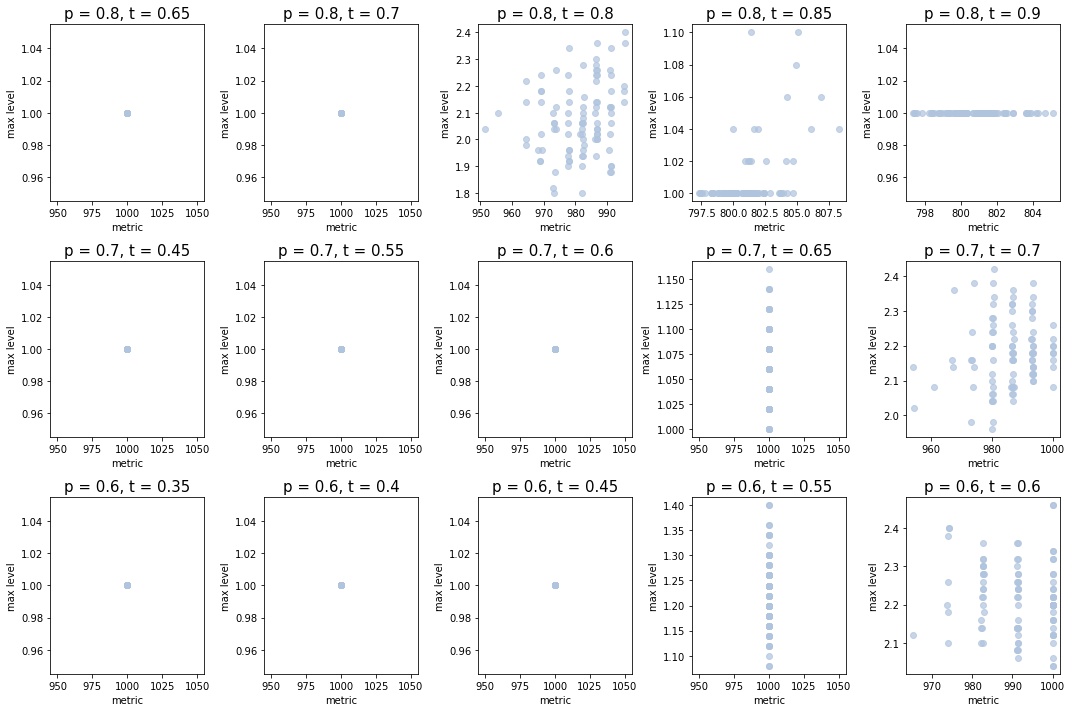 p = 0.8, t = 0.65
p = 0.8, t = 0.7
p = 0.8, t = 0.8
p = 0.8, t = 0.85
p = 0.8, t = 0.9
max level
1.04
1.02
1.00
0.98
0.96
950 975 1000 1025 1050
metric
max level
1.04
1.02
1.00
0.98
0.96
950 975 1000 1025 1050
metric
max level
2.4
2.3
2.2
2.1
2.0
1.9
1.8
950 960 970 980 990
metric
max level
1.10
1.08
1.06
1.04
1.02
1.00
797.5 800.0 802.5 805.0 807.5
metric
max level
1.04
1.02
1.00
0.98
0.96
798 800 802 804
metric
p = 0.7, t = 0.45
p = 0.7, t = 0.55
p = 0.7, t = 0.6
p = 0.7, t = 0.65
p = 0.7, t = 0.7
max level
1.04
1.02
1.00
0.98
0.96
950 975 1000 1025 1050
metric
max level
1.04
1.02
1.00
0.98
0.96
950 975 1000 1025 1050
metric
max level
1.04
1.02
1.00
0.98
0.96
950 975 1000 1025 1050
metric
max level
1.150
1.125
1.100
1.075
1.050
1.025
1.000
950 975 1000 1025 1050
metric
max level
2.4
2.3
2.2
2.1
2.0
960 980 1000
metric
p = 0.6, t = 0.35
p = 0.6, t = 0.4
p = 0.6, t = 0.45
p = 0.6, t = 0.55
p = 0.6, t = 0.6
max level
1.04
1.02
1.00
0.98
0.96
950 975 1000 1025 1050
metric
max level
1.04
1.02
1.00
0.98
0.96
950 975 1000 1025 1050
metric
max level
1.04
1.02
1.00
0.98
0.96
950 975 1000 1025 1050
metric
max level
1.40
1.35
1.30
1.25
1.20
1.15
1.10
950 975 1000 1025 1050
metric
max level
2.4
2.3
2.2
2.1
970 980 990 1000
metric